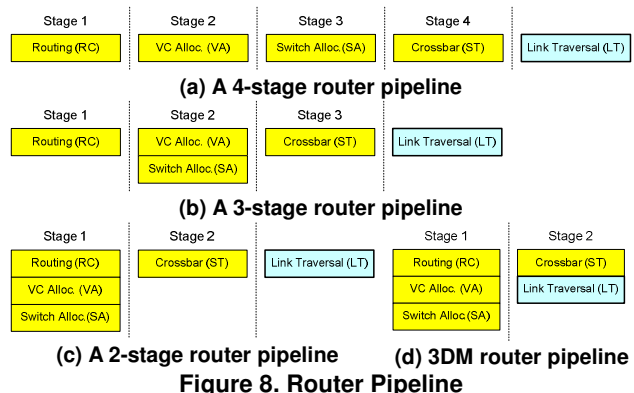 Stage 1 Stage 2 Stage 3 Stage 4
Routing (RC) VC Alloc. (VA) Switch Alloc.(SA) Crossbar (ST) Link Traversal (LT)
(a) A 4-stage router pipeline
Stage 1 Stage 2 Stage 3
Routing (RC) VC Alloc. (VA) Crossbar (ST) Link Traversal (LT)
Switch Alloc.(SA)
(b) A 3-stage router pipeline
Stage 1 Stage 2 Stage 1 Stage 2
Routing (RC) Crossbar (ST) Link Traversal (LT) Routing (RC) Crossbar (ST)
VC Alloc. (VA) VC Alloc. (VA) Link Traversal (LT)
Switch Alloc.(SA) Switch Alloc.(SA)
(c) A 2-stage router pipeline (d) 3DM router pipeline
Figure 8. Router Pipeline